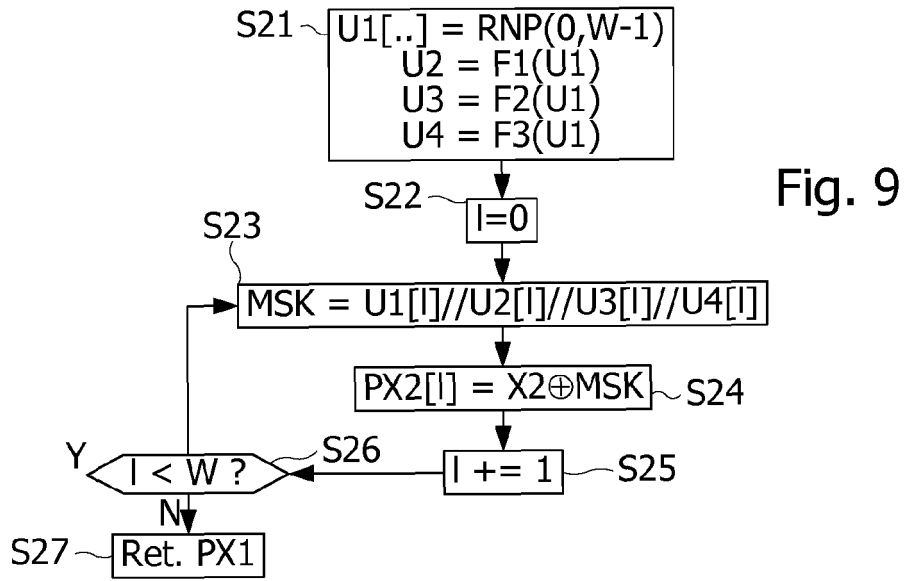 S21
U1[..] = RNP(0,W-1)
U2 = F1(U1)
U3 = F2(U1)
U4 = F3(U1)
Fig. 9
S22
I=0
S23
MSK = U1[I]//U2[I]//U3[I]//U4[I]
PX2[I] = X2⊕MSK
S24
Y
I < W ?
S26
I += 1
S25
N
S27
Ret. PX1